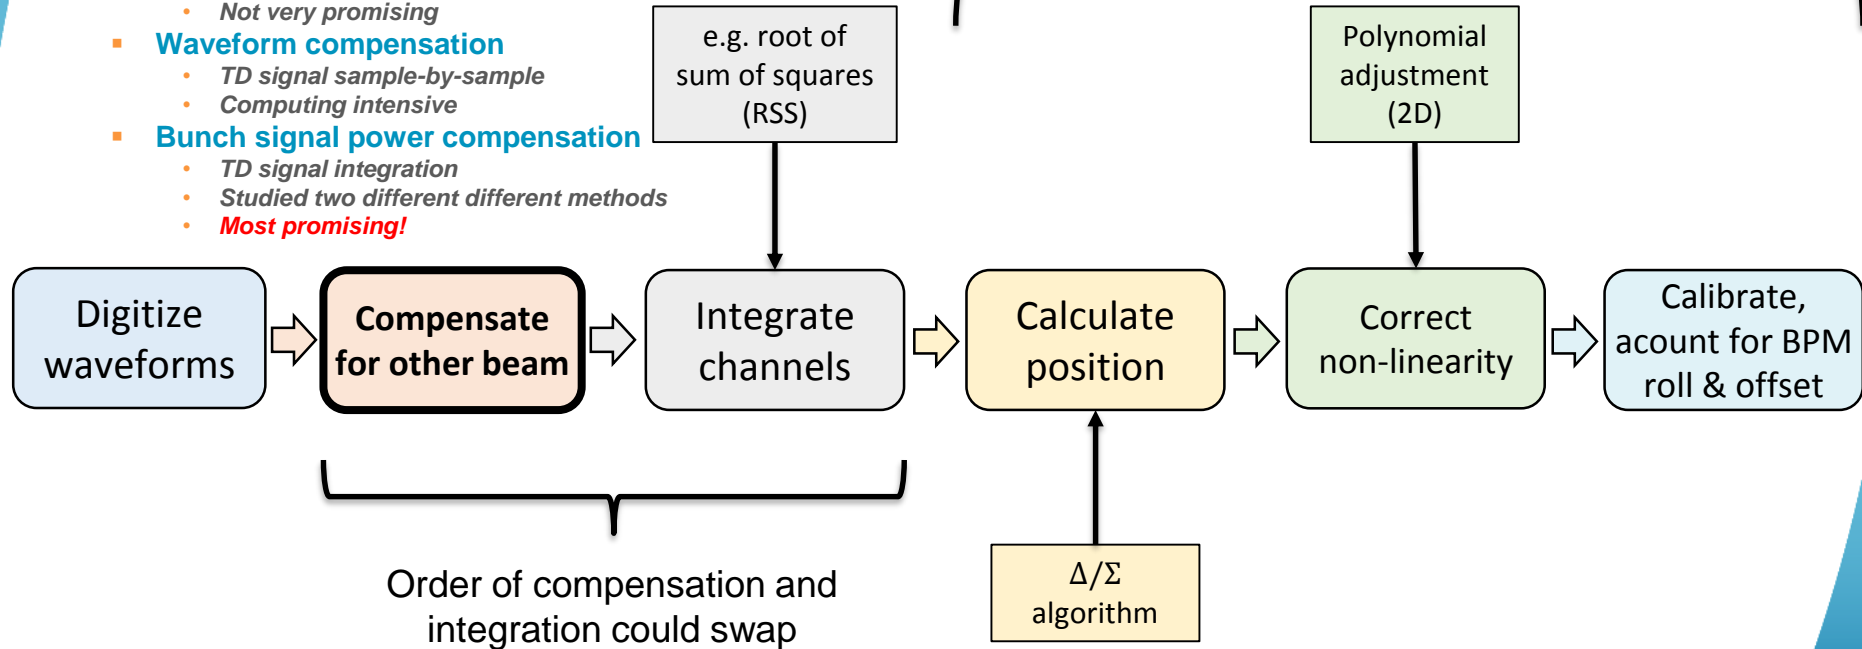 Not very promising
Waveform compensation
TD signal sample-by-sample
Computing intensive
Bunch signal power compensation
TD signal integration
Studied two different different methods
Most promising!
e.g. root of
sum of squares
(RSS)
Polynomial
adjustment
(2D)
Digitize
waveforms
Compensate
for other beam
Integrate
channels
Calculate
position
Correct
non-linearity
Calibrate,
acount for BPM
roll & offset
Order of compensation and
integration could swap
Δ/Σ
algorithm